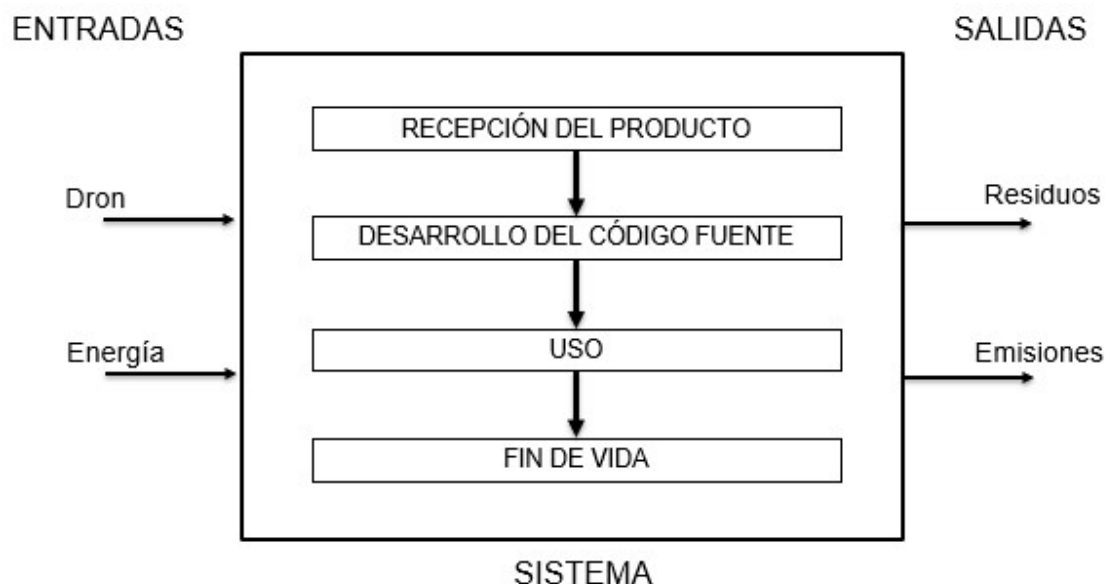 ENTRADAS
SALIDAS
RECEPCIÓN DEL PRODUCTO
Dron
Residuos
DESARROLLO DEL CÓDIGO FUENTE
Energía
USO
Emisiones
FIN DE VIDA
SISTEMA